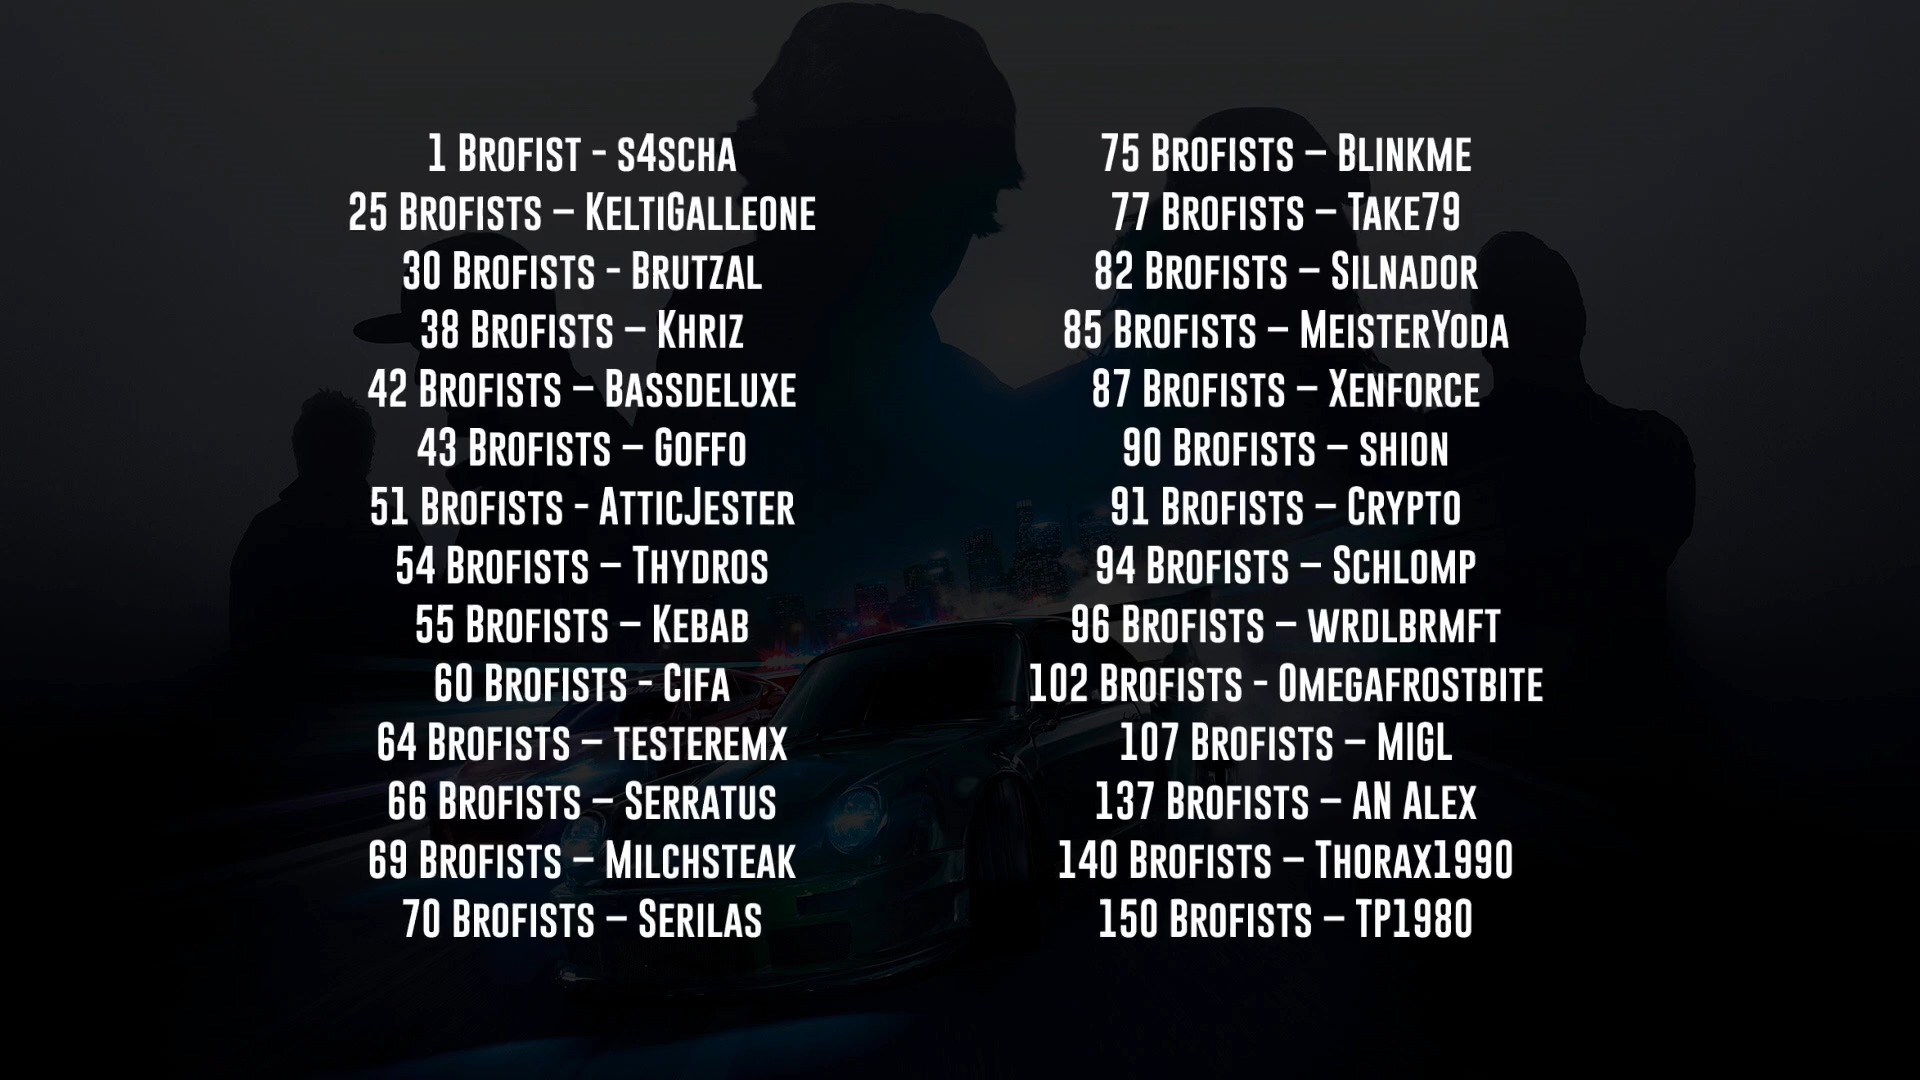 1 Brofist - s4scha
25 Brofists – KeltiGalleone
30 Brofists - Brutzal
38 Brofists – Khriz
42 Brofists – Bassdeluxe
43 Brofists – Goffo
51 Brofists - AtticJester
54 Brofists – Thydros
55 Brofists – Kebab
60 Brofists - Cifa
64 Brofists – testeremx
66 Brofists – Serratus
69 Brofists – Milchsteak
70 Brofists – Serilas
75 Brofists – Blinkme
77 Brofists – Take79
82 Brofists – Silnador
85 Brofists – MeisterYoda
87 Brofists – Xenforce
90 Brofists – shion
91 Brofists – Crypto
94 Brofists – Schlomp
96 Brofists – wrdlbrmft
102 Brofists - Omegafrostbite
107 Brofists – MIGL
137 Brofists – AN Alex
140 Brofists – Thorax1990
150 Brofists – TP1980